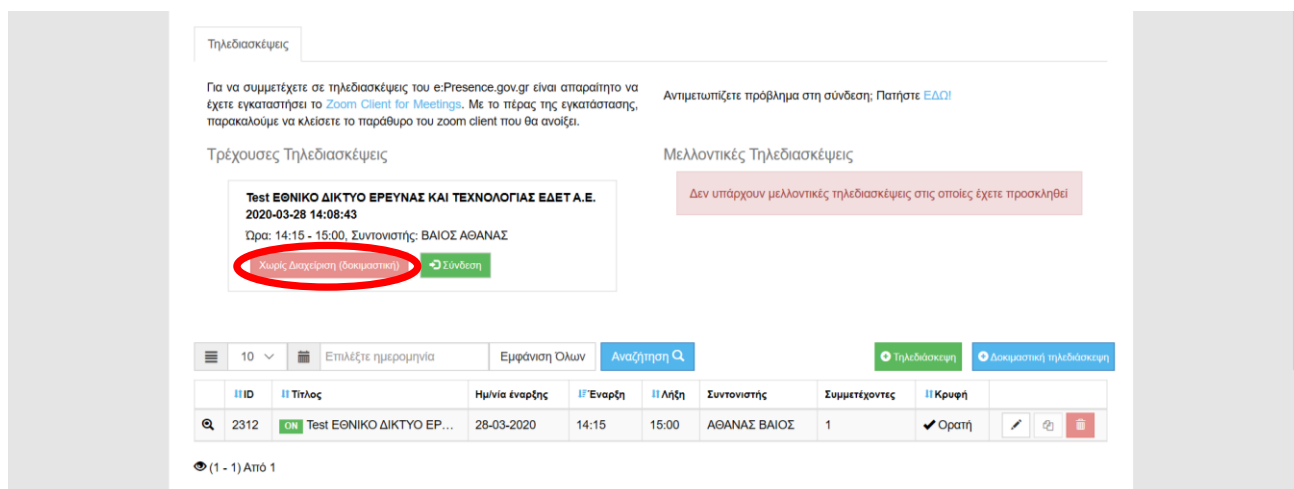 Τηλεδιασκέψεις
Για να συμμετέχετε σε τηλεδιασκέψεις του e:Presence.gov.gr είναι απαραίτητο να
έχετε εγκαταστήσει το Zoom Client for Meetings. Με το πέρας της εγκατάστασης,
παρακαλούμε να κλείσετε το παράθυρο του zoom client που θα ανοίξει.
Αντιμετωπίζετε πρόβλημα στη σύνδεση; Πατήστε ΕΔΩ!
Τρέχουσες Τηλεδιασκέψεις
Test ΕΘΝΙΚΟ ΔΙΚΤΥΟ ΕΡΕΥΝΑΣ ΚΑΙ ΤΕΧΝΟΛΟΓΙΑΣ ΕΔΕΤ Α.Ε.
2020-03-28 14:08:43
Ώρα: 14:15 - 15:00, Συντονιστής: ΒΑΙΟΣ ΑΘΑΝΑΣ
Χωρίς Διαχείριση (δοκιμαστική) Σύνδεση
Μελλοντικές Τηλεδιασκέψεις
Δεν υπάρχουν μελλοντικές τηλεδιασκέψεις στις οποίες έχετε προσκληθεί
10 Επιλέξτε ημερομηνία Εμφάνιση Όλων Αναζήτηση Τηλεδιάσκεψη Δοκιμαστική τηλεδιάσκεψη
ID Τίτλος Ημ/νία έναρξης Έναρξη Λήξη Συντονιστής Συμμετέχοντες Κρυφή
2312 ON Test ΕΘΝΙΚΟ ΔΙΚΤΥΟ ΕΡ... 28-03-2020 14:15 15:00 ΑΘΑΝΑΣ ΒΑΙΟΣ 1 Ορατή
(1 - 1) Από 1